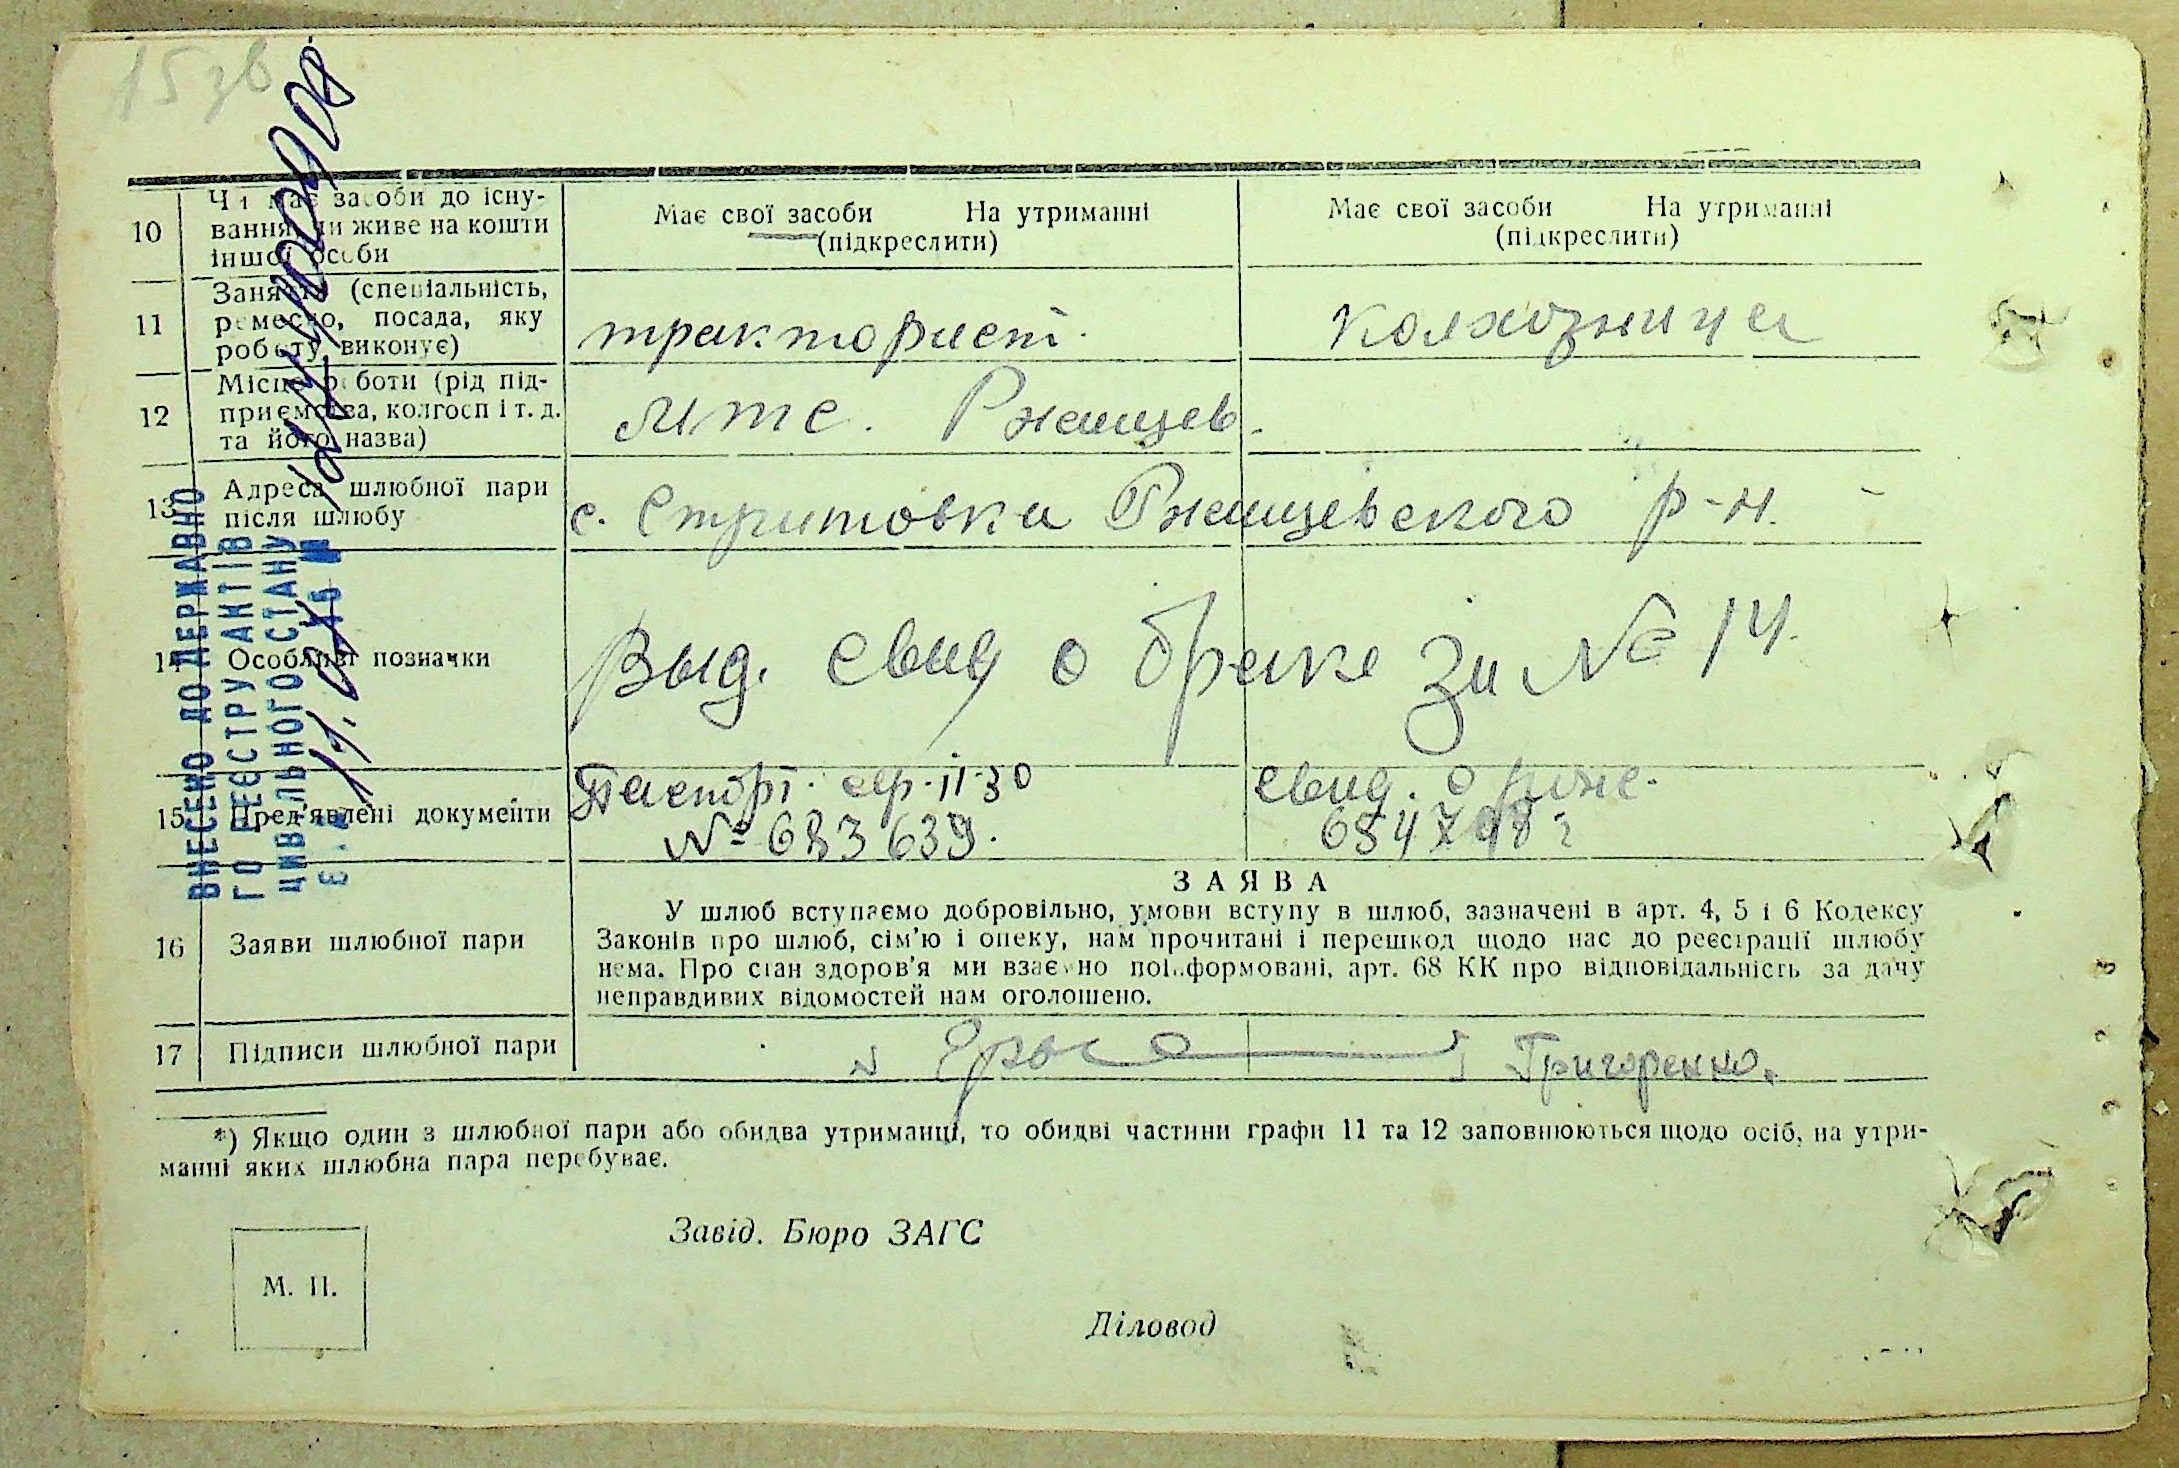 15 зв
10 Чи має засоби до існування, чи живе на кошти іншої особи
Має свої засоби На утриманні
(підкреслити)
Має свої засоби На утриманні
(підкреслити)
11 Заняття (спеціальність, ремесло, посада, яку роботу виконує)
тракторист.
колхозница
12 Місце роботи (рід підприємства, колгосп і т. д. та його назва)
МТС. Ржищев.
"
13 Адреса шлюбної пари після шлюбу
с. Стритовка Ржищевского р-н.
14 Особливі позначки
Выд. свид о браке за № 14.
15 Пред'явлені документи
Паспорт. сер. II-ЗО
№ 683639.
свид. о рож.
16 Заяви шлюбної пари
ЗАЯВА
У шлюб вступаємо добровільно, умови вступу в шлюб, зазначені в арт. 4, 5 і 6 Кодексу
Законів про шлюб, сім'ю і опеку, нам прочитані і перешкод щодо нас до реєстрації шлюбу
нема. Про стан здоров'я ми взаємно поінформовані, арт. 68 КК про відповідальність за дачу
неправдивих відомостей нам оголошено.
17 Підписи шлюбної пари
Григоренко.
*) Якщо один з шлюбної пари або обидва утриманці, то обидві частини графи 11 та 12 заповнюються щодо осіб, на утри-
манні яких шлюбна пара перебуває.
Завід. Бюро ЗАГС
М. П.
Діловод
ВНЕСЕНО ДО ДЕРЖАВНО
ГО РЕЄСТРУ АКТІВ
ЦИВІЛЬНОГО СТАНУ